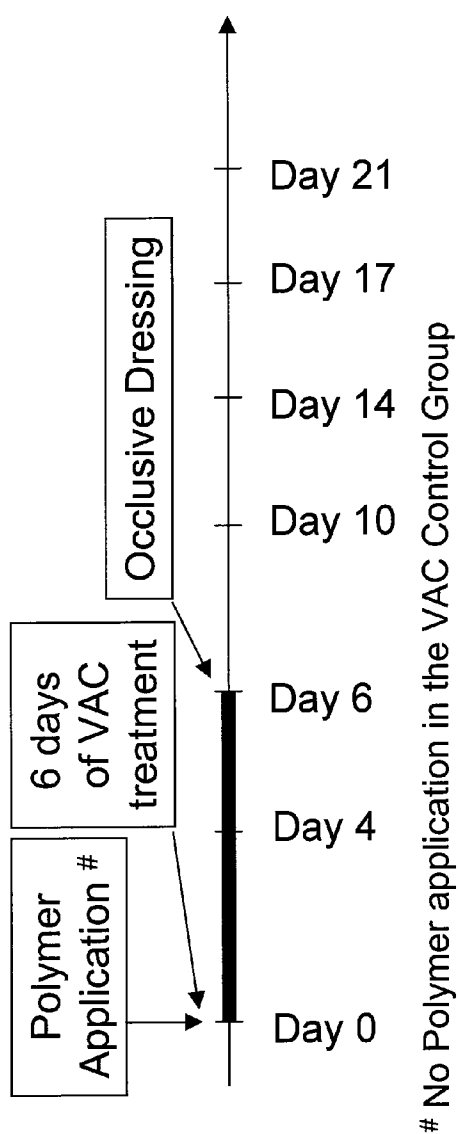 Polymer
Application #
6 days
of VAC
treatment
Occlusive Dressing
Day 0
Day 4
Day 6
Day 10
Day 14
Day 17
Day 21
# No Polymer application in the VAC Control Group